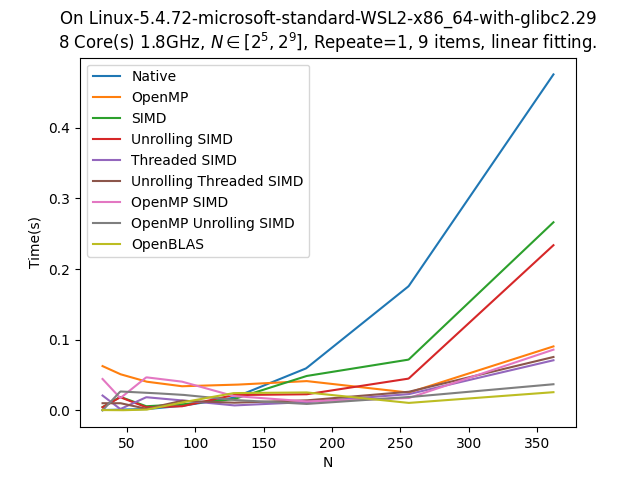 On Linux-5.4.72-microsoft-standard-WSL2-x86_64-with-glibc2.29
8 Core(s) 1.8GHz, N ∈ [2⁵, 2⁹], Repeate=1, 9 items, linear fitting.
Native
OpenMP
SIMD
Unrolling SIMD
Threaded SIMD
Unrolling Threaded SIMD
OpenMP SIMD
OpenMP Unrolling SIMD
OpenBLAS
Time(s)
0.4
0.3
0.2
0.1
0.0
50 100 150 200 250 300 350
N